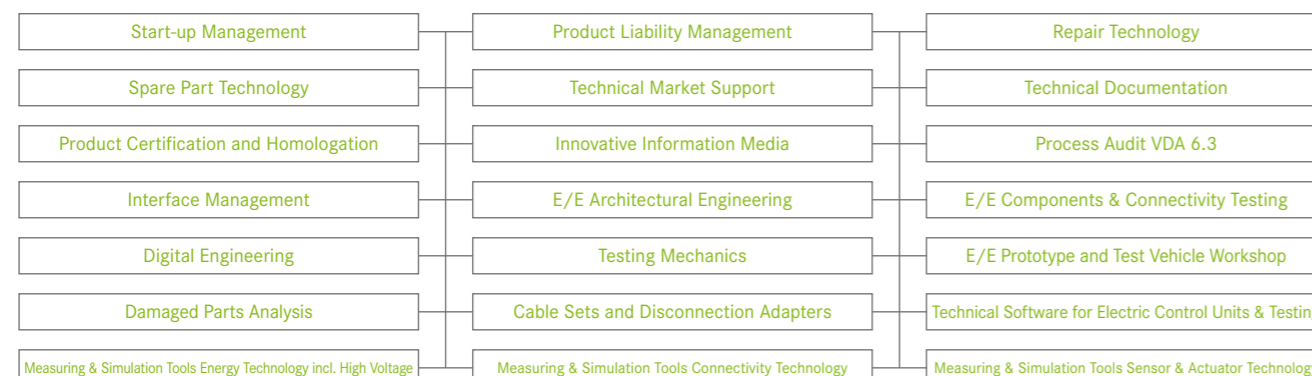 Start-up Management
Product Liability Management
Repair Technology
Spare Part Technology
Technical Market Support
Technical Documentation
Product Certification and Homologation
Innovative Information Media
Process Audit VDA 6.3
Interface Management
E/E Architectural Engineering
E/E Components & Connectivity Testing
Digital Engineering
Testing Mechanics
E/E Prototype and Test Vehicle Workshop
Damaged Parts Analysis
Cable Sets and Disconnection Adapters
Technical Software for Electric Control Units & Testin
Measuring & Simulation Tools Energy Technology incl. High Voltage
Measuring & Simulation Tools Connectivity Technology
Measuring & Simulation Tools Sensor & Actuator Technolog